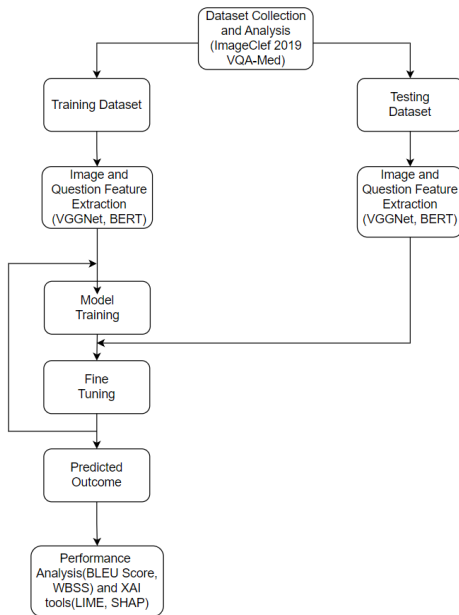 Dataset Collection
and Analysis
(ImageClef 2019
VQA-Med)
Training Dataset
Testing
Dataset
Image and
Question Feature
Extraction
(VGGNet, BERT)
Image and
Question Feature
Extraction
(VGGNet, BERT)
Model
Training
Fine
Tuning
Predicted
Outcome
Performance
Analysis(BLEU Score,
WBSS) and XAI
tools(LIME, SHAP)